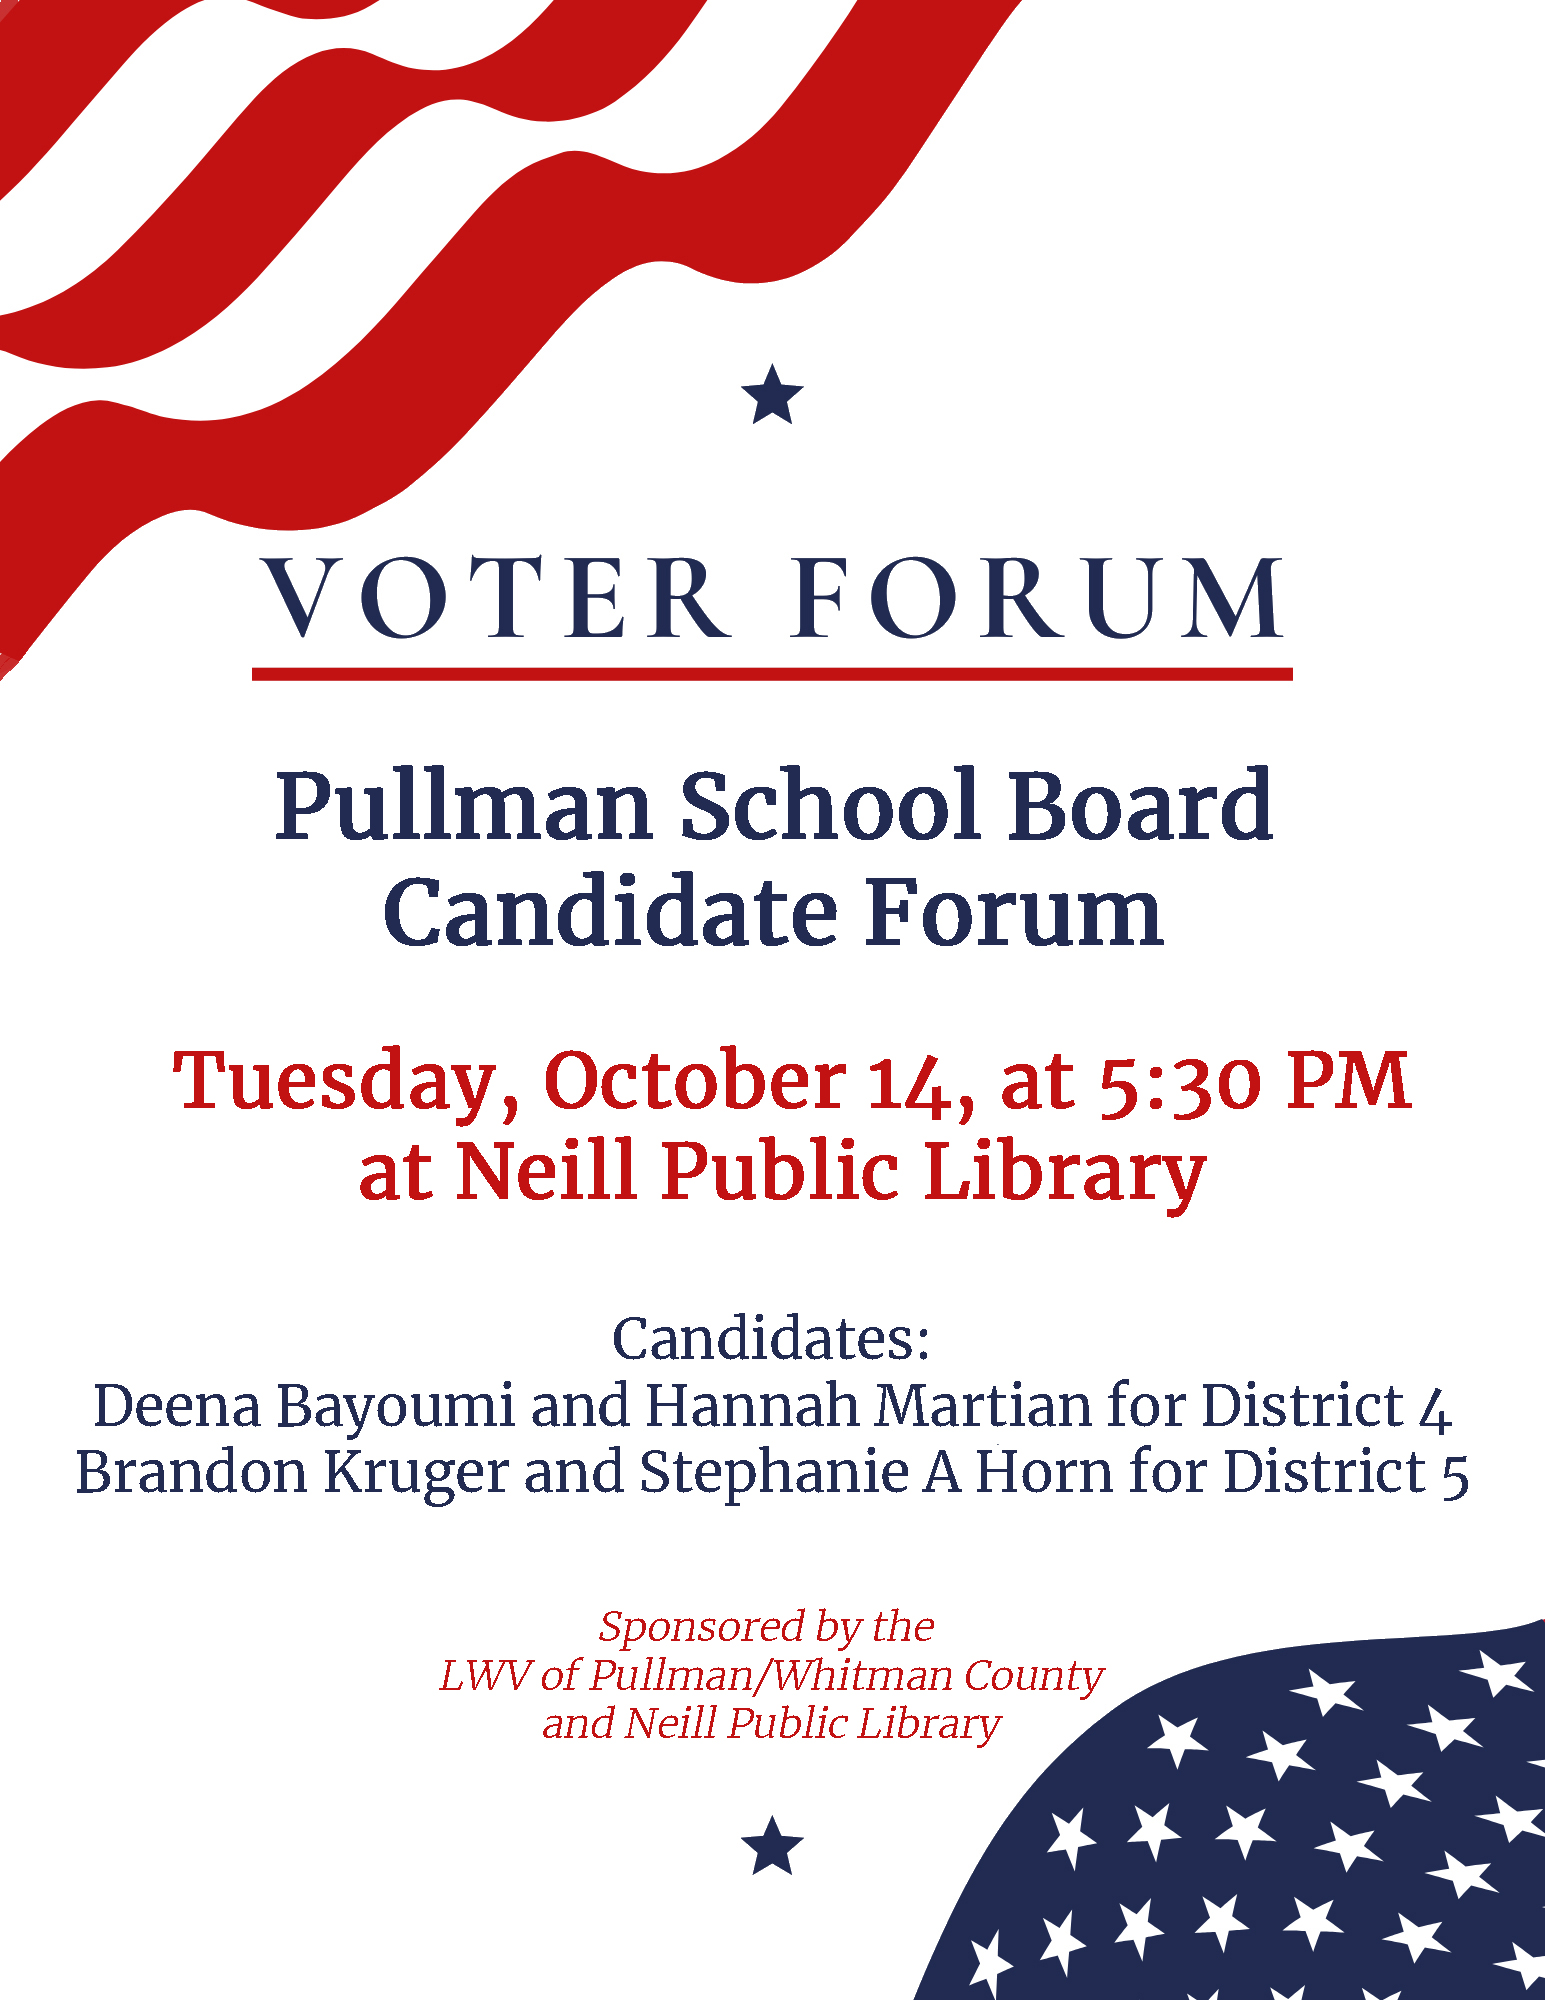 VOTER FORUM
Pullman School Board
Candidate Forum
Tuesday, October 14, at 5:30 PM
at Neill Public Library
Candidates:
Deena Bayoumi and Hannah Martian for District 4
Brandon Kruger and Stephanie A Horn for District 5
Sponsored by the
LWV of Pullman/Whitman County
and Neill Public Library